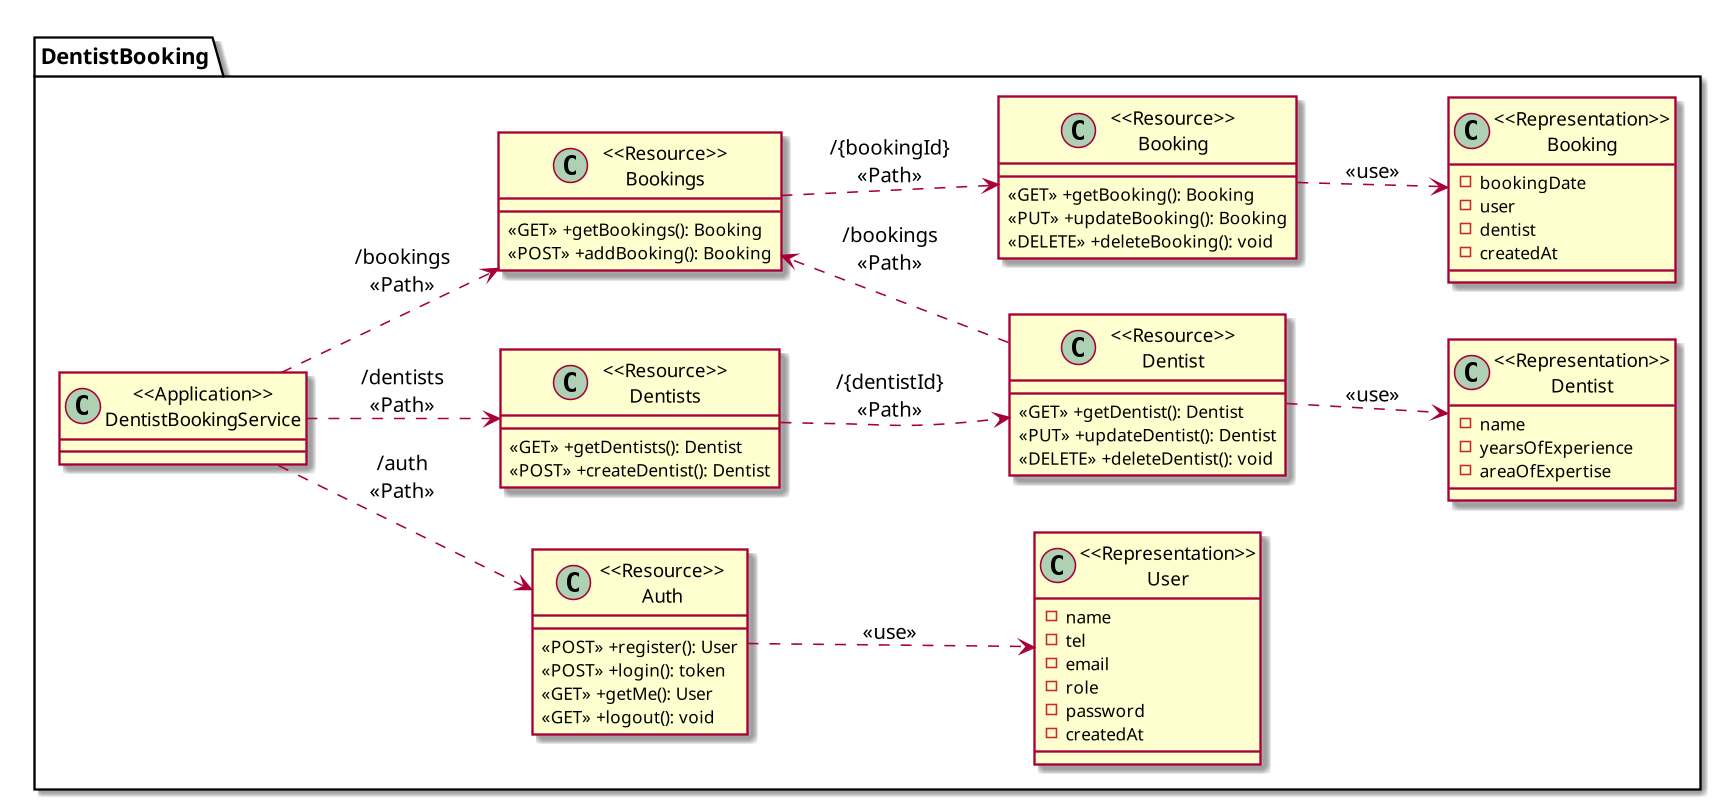 DentistBooking
<<Application>>
DentistBookingService
/bookings
«Path»
/dentists
«Path»
/auth
«Path»
C
<<Resource>>
Bookings
«GET» +getBookings(): Booking
«POST» +addBooking(): Booking
C
<<Resource>>
Dentists
«GET» +getDentists(): Dentist
«POST» +createDentist(): Dentist
C
<<Resource>>
Auth
«POST» +register(): User
«POST» +login(): token
«GET» +getMe(): User
«GET» +logout(): void
C
/{bookingId}
«Path»
/bookings
«Path»
/{dentistId}
«Path»
«use»
C
<<Resource>>
Booking
«GET» +getBooking(): Booking
«PUT» +updateBooking(): Booking
«DELETE» +deleteBooking(): void
C
<<Resource>>
Dentist
«GET» +getDentist(): Dentist
«PUT» +updateDentist(): Dentist
«DELETE» +deleteDentist(): void
C
<<Representation>>
User
name
tel
email
role
password
createdAt
«use»
«use»
C
<<Representation>>
Booking
bookingDate
user
dentist
createdAt
C
<<Representation>>
Dentist
name
yearsOfExperience
areaOfExpertise